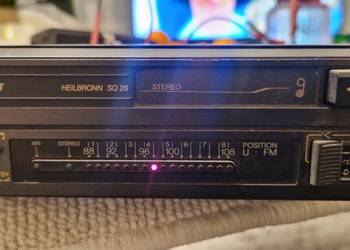 HEILBRONN SQ 26 STEREO
ARI STEREO (1) (2) (3) (4) (5) (6) (7) (8) POSITION
88 92 96 100 108 U · FM